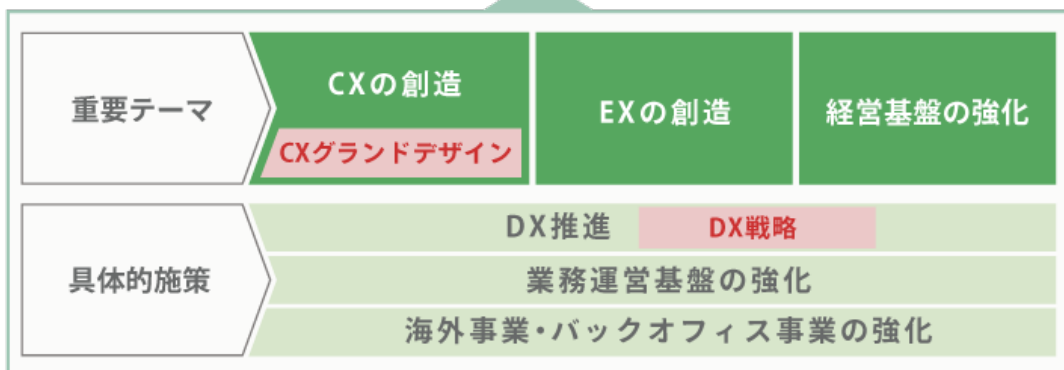 重要テーマ
CXの創造
CXグランドデザイン
EXの創造
経営基盤の強化
具体的施策
DX推進
DX戦略
業務運営基盤の強化
海外事業・バックオフィス事業の強化